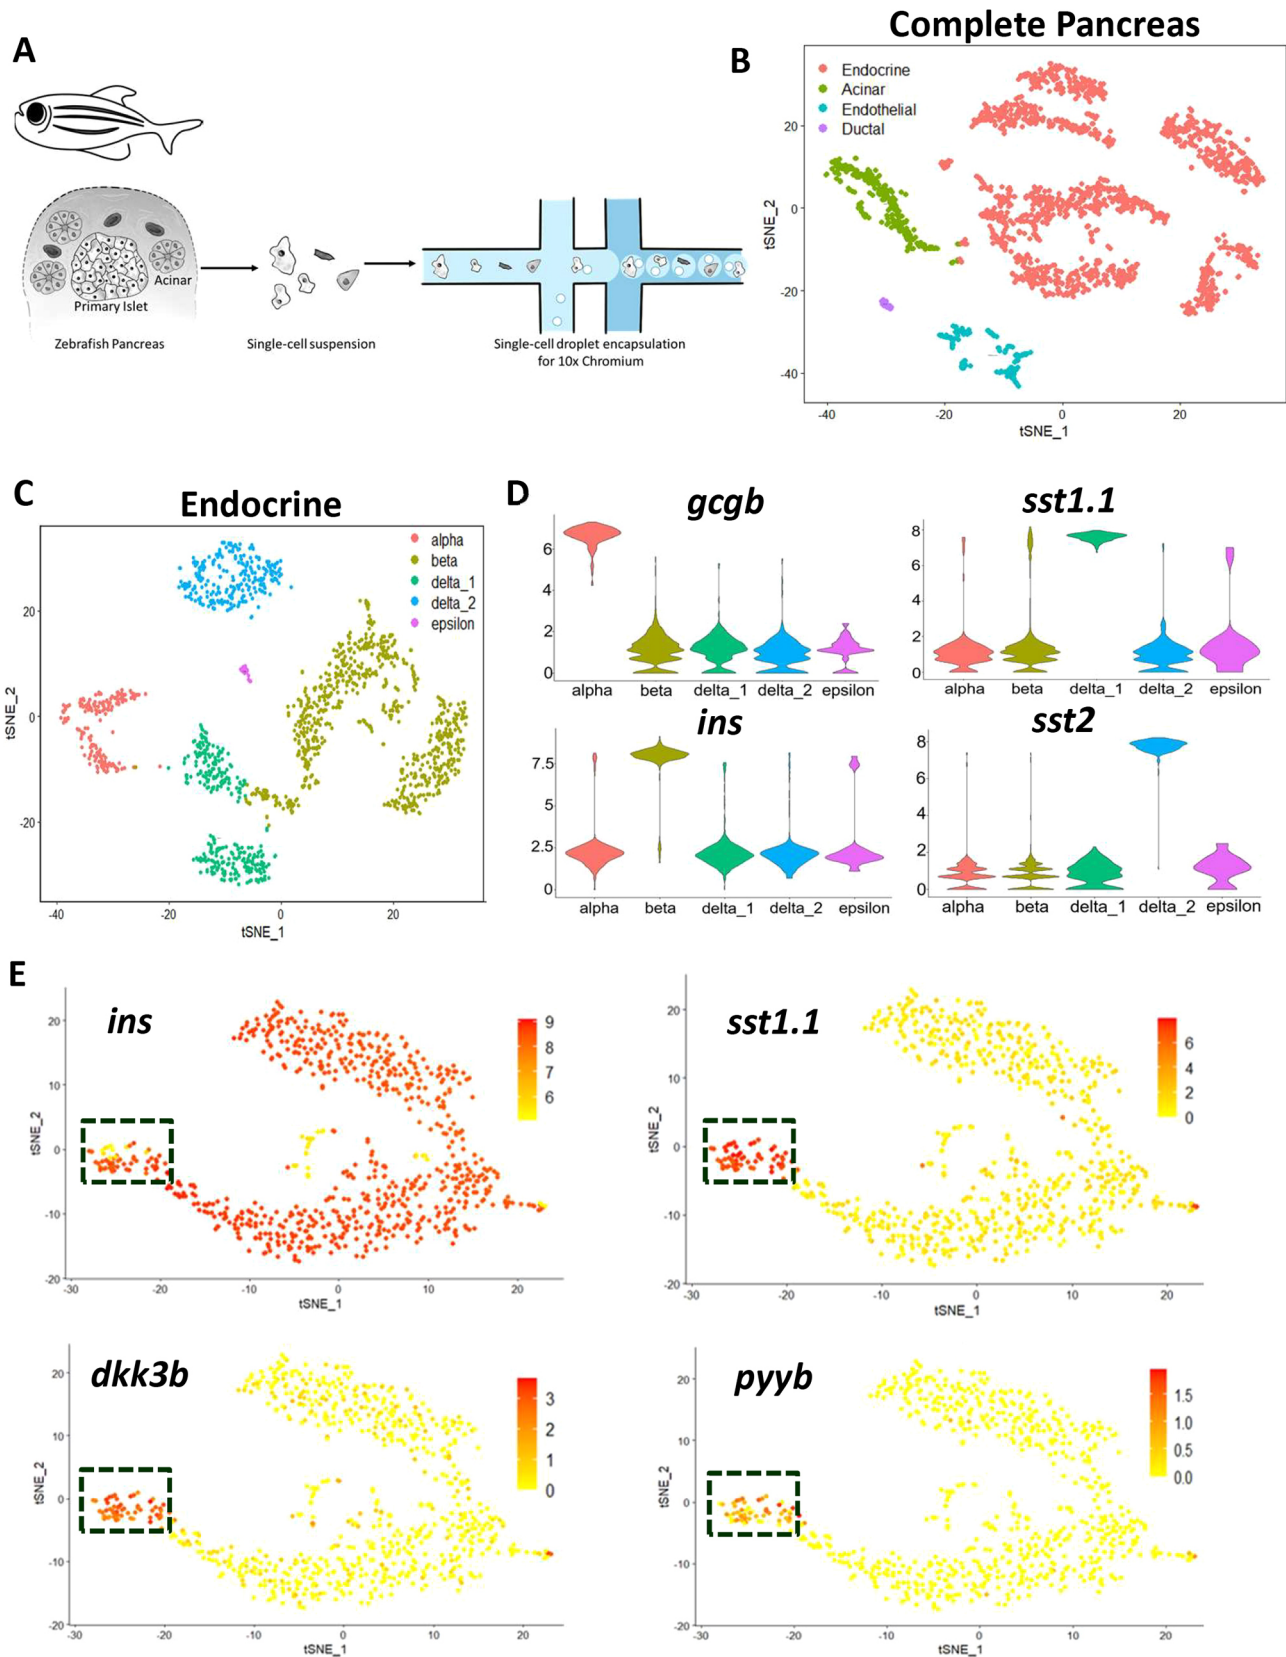 A
Acinar
Primary Islet
Zebrafish Pancreas
Single-cell suspension
Single-cell droplet encapsulation
for 10x Chromium
Complete Pancreas
B
Endocrine
Acinar
Endothelial
Ductal
20
0
-20
-40
tSNE_2
-40
-20
0
20
tSNE_1
C
Endocrine
alpha
beta
delta_1
delta_2
epsilon
20
0
-20
tSNE_2
-40
-20
0
20
tSNE_1
D
gcgb
6
4
2
0
alpha
beta
delta_1
delta_2
epsilon
sst1.1
8
6
4
2
0
alpha
beta
delta_1
delta_2
epsilon
ins
7.5
5
2.5
0
alpha
beta
delta_1
delta_2
epsilon
sst2
8
6
4
2
0
alpha
beta
delta_1
delta_2
epsilon
E
ins
9
8
7
6
20
10
0
-10
-20
tSNE_2
-30
-20
-10
0
10
20
tSNE_1
sst1.1
6
4
2
0
20
10
0
-10
-20
tSNE_2
-30
-20
-10
0
10
20
tSNE_1
dkk3b
3
2
1
0
20
10
0
-10
-20
tSNE_2
-30
-20
-10
0
10
20
tSNE_1
pyyb
1.5
1.0
0.5
0.0
20
10
0
-10
-20
tSNE_2
-30
-20
-10
0
10
20
tSNE_1